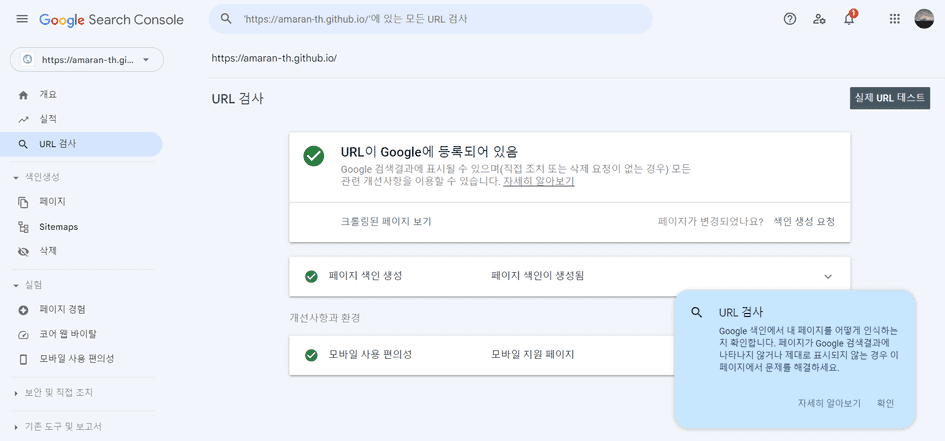 Google Search Console
'https://amaran-th.github.io/'에 있는 모든 URL 검사
1
https://amaran-th.gi...
https://amaran-th.github.io/
개요
실적
URL 검사
색인생성
페이지
Sitemaps
삭제
실험
페이지 경험
코어 웹 바이탈
모바일 사용 편의성
보안 및 직접 조치
기존 도구 및 보고서
URL 검사
실제 URL 테스트
URL이 Google에 등록되어 있음
Google 검색결과에 표시될 수 있으며(직접 조치 또는 삭제 요청이 없는 경우) 모든
관련 개선사항을 이용할 수 있습니다. 자세히 알아보기
크롤링된 페이지 보기
페이지가 변경되었나요? 색인 생성 요청
페이지 색인 생성
페이지 색인이 생성됨
개선사항과 환경
모바일 사용 편의성
모바일 지원 페이지
URL 검사
Google 색인에서 내 페이지를 어떻게 인식하는
지 확인합니다. 페이지가 Google 검색결과에
나타나지 않거나 제대로 표시되지 않는 경우 이
페이지에서 문제를 해결하세요.
자세히 알아보기
확인